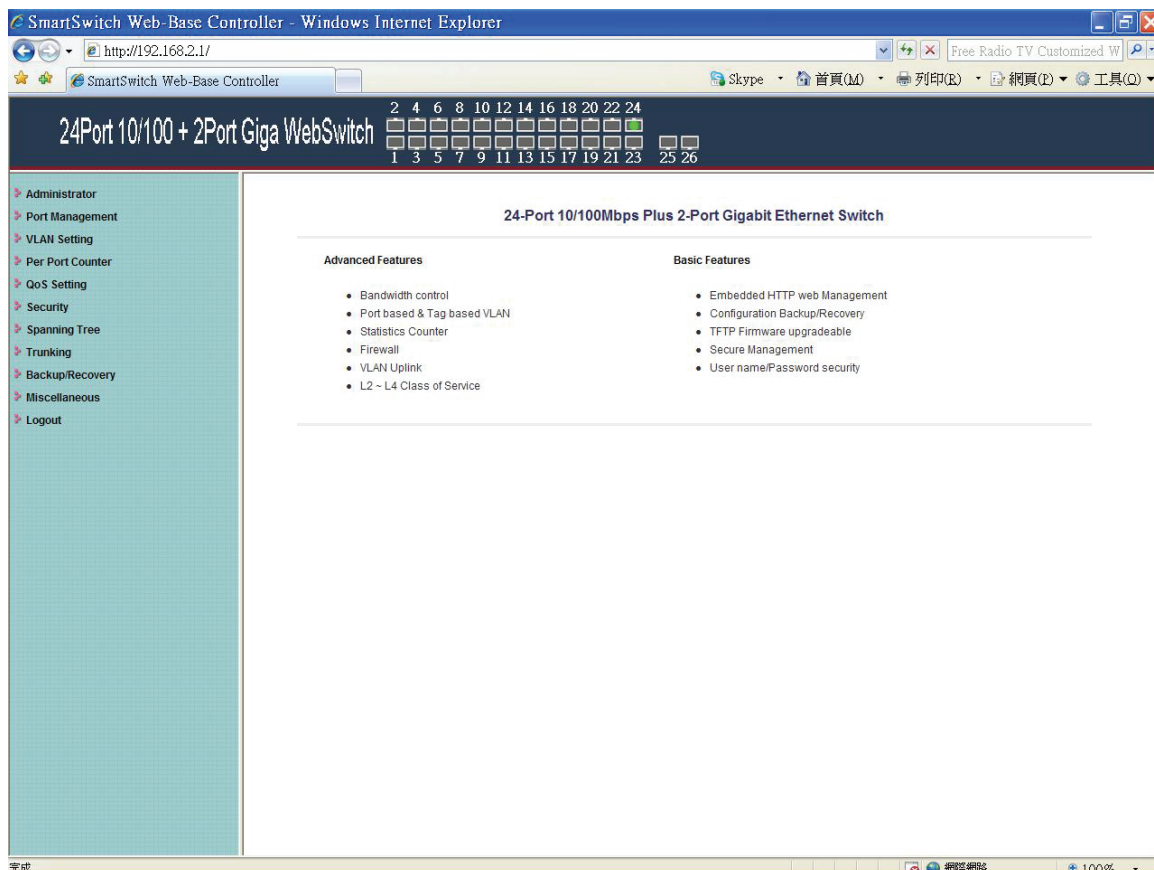 SmartSwitch Web-Base Controller - Windows Internet Explorer
http://192.168.2.1/
Free Radio TV Customized W
SmartSwitch Web-Base Controller
Skype
首頁(M)
列印(R)
網頁(P)
工具(O)
2 4 6 8 10 12 14 16 18 20 22 24
24Port 10/100 + 2Port Giga WebSwitch
1 3 5 7 9 11 13 15 17 19 21 23 25 26
Administrator
Port Management
VLAN Setting
Per Port Counter
QoS Setting
Security
Spanning Tree
Trunking
Backup/Recovery
Miscellaneous
Logout
24-Port 10/100Mbps Plus 2-Port Gigabit Ethernet Switch
Advanced Features
Bandwidth control
Port based & Tag based VLAN
Statistics Counter
Firewall
VLAN Uplink
L2 ~ L4 Class of Service
Basic Features
Embedded HTTP web Management
Configuration Backup/Recovery
TFTP Firmware upgradeable
Secure Management
User name/Password security
完成
網際網路
100%